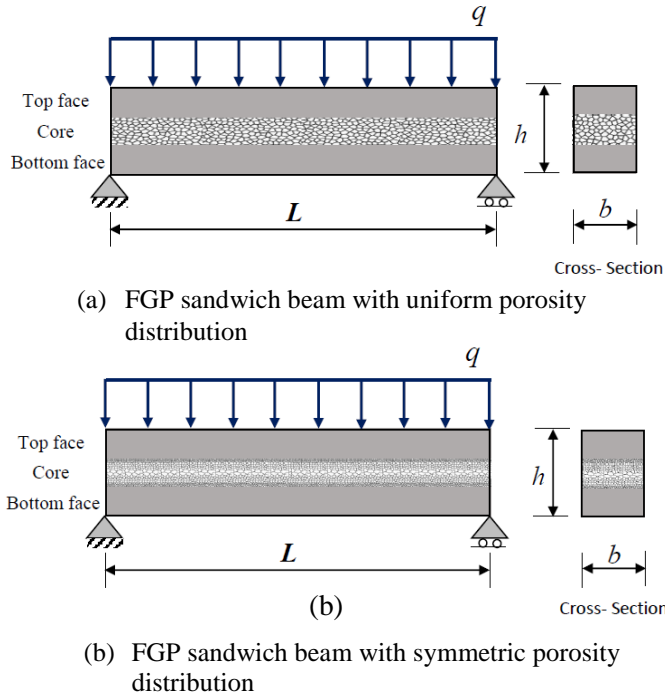 q
Top face
Core
Bottom face
h
L
b
Cross- Section
(a) FGP sandwich beam with uniform porosity
distribution
q
Top face
Core
Bottom face
h
L
b
(b)
Cross- Section
(b) FGP sandwich beam with symmetric porosity
distribution